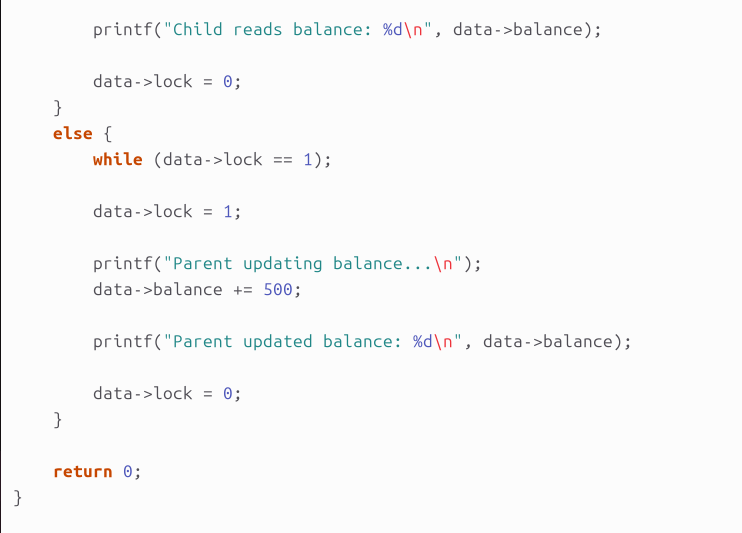 printf("Child reads balance: %d\n", data->balance);

        data->lock = 0;
    }
    else {
        while (data->lock == 1);

        data->lock = 1;

        printf("Parent updating balance...\n");
        data->balance += 500;

        printf("Parent updated balance: %d\n", data->balance);

        data->lock = 0;
    }

    return 0;
}